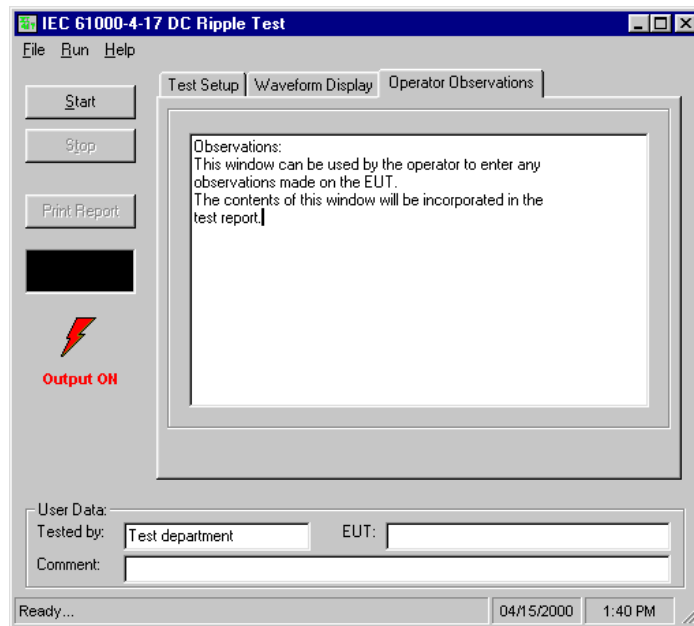 IEC 61000-4-17 DC Ripple Test
File Run Help
Start
Stop
Print Report
Output ON
Test Setup Waveform Display Operator Observations
Observations:
This window can be used by the operator to enter any
observations made on the EUT.
The contents of this window will be incorporated in the
test report.
User Data:
Tested by: Test department EUT:
Comment:
Ready... 04/15/2000 1:40 PM